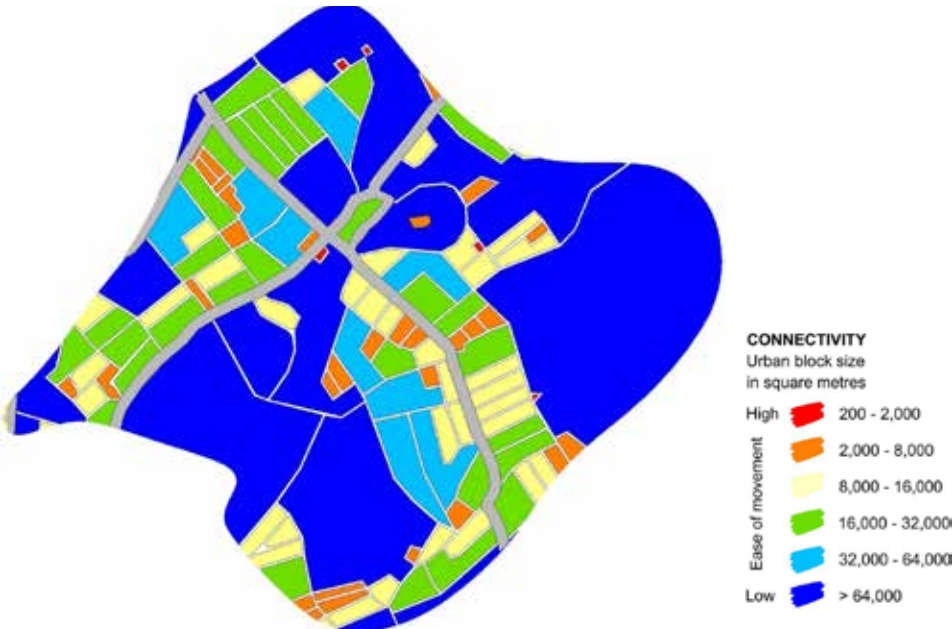 CONNECTIVITY
Urban block size
in square metres
High 200 - 2,000
2,000 - 8,000
8,000 - 16,000
16,000 - 32,000
32,000 - 64,000
Low > 64,000
Ease of movement